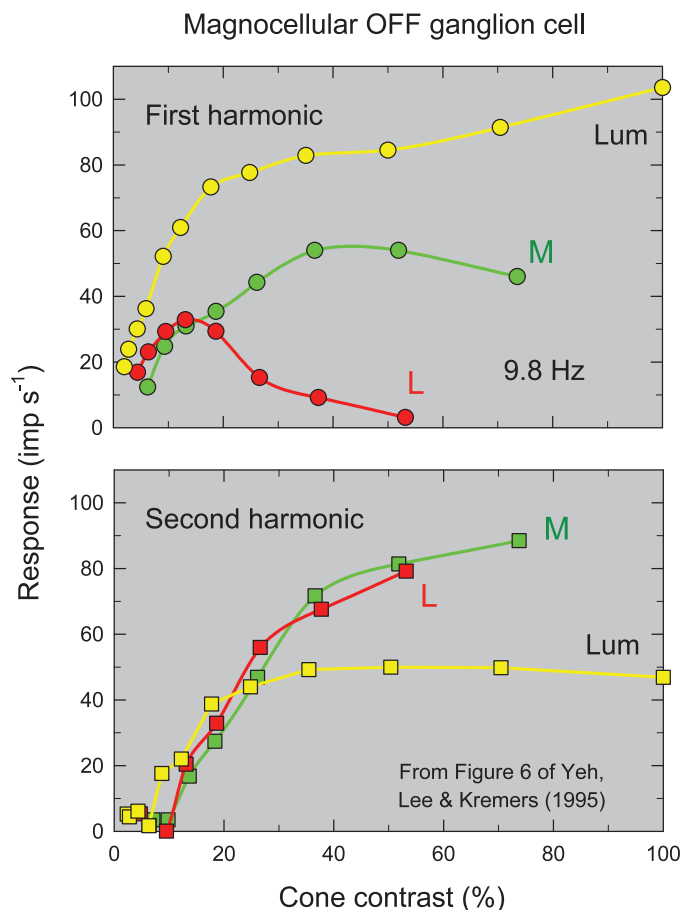 Magnocellular OFF ganglion cell
Response (imp s⁻¹)
100
80
60
40
20
0
First harmonic
Lum
M
L
9.8 Hz
100
80
60
40
20
0
Second harmonic
M
L
Lum
From Figure 6 of Yeh,
Lee & Kremers (1995)
0 20 40 60 80 100
Cone contrast (%)